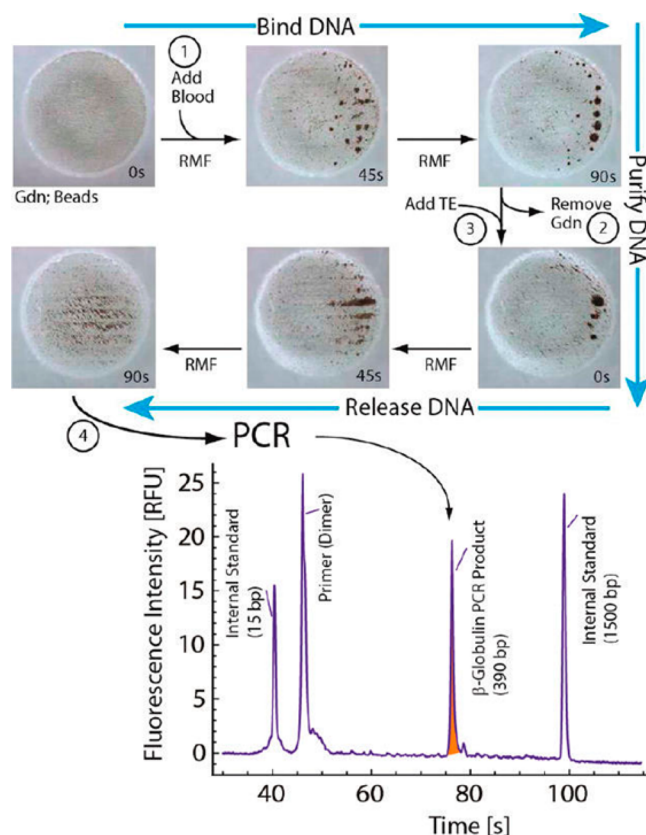 Bind DNA
1
Add
Blood
RMF
RMF
0s
45s
90s
Gdn; Beads
Purify DNA
Add TE
3
Remove
Gdn
2
90s
RMF
45s
RMF
0s
Release DNA
4
PCR
Fluorescence Intensity [RFU]
25
20
15
10
5
0
Internal Standard
(15 bp)
Primer (Dimer)
β-Globulin PCR Product
(390 bp)
Internal Standard
(1500 bp)
40
60
80
100
Time [s]